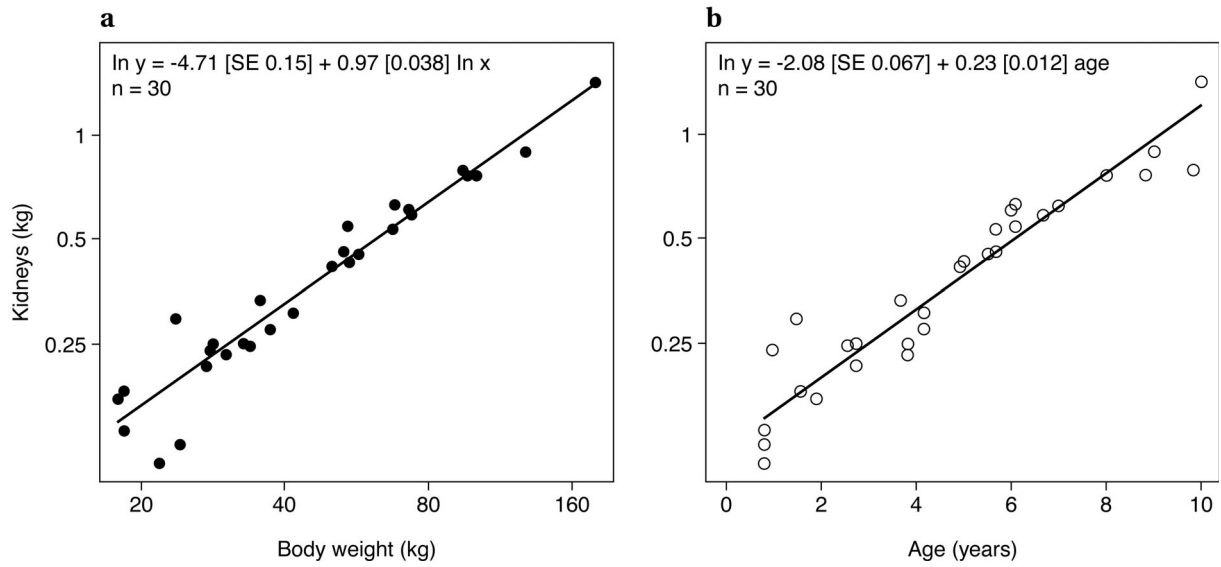 a
ln y = -4.71 [SE 0.15] + 0.97 [0.038] ln x
n = 30
1
0.5
0.25
Kidneys (kg)
20 40 80 160
Body weight (kg)
b
ln y = -2.08 [SE 0.067] + 0.23 [0.012] age
n = 30
1
0.5
0.25
0 2 4 6 8 10
Age (years)